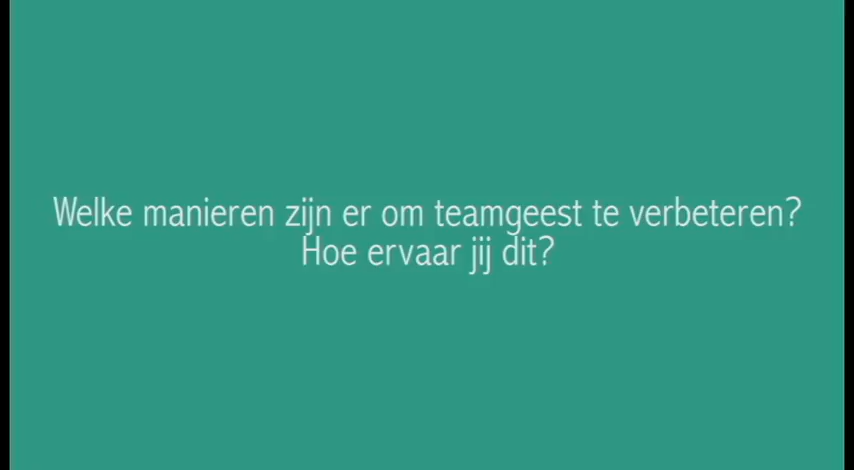 Welke manieren zijn er om teamgeest te verbeteren?
Hoe ervaar jij dit?